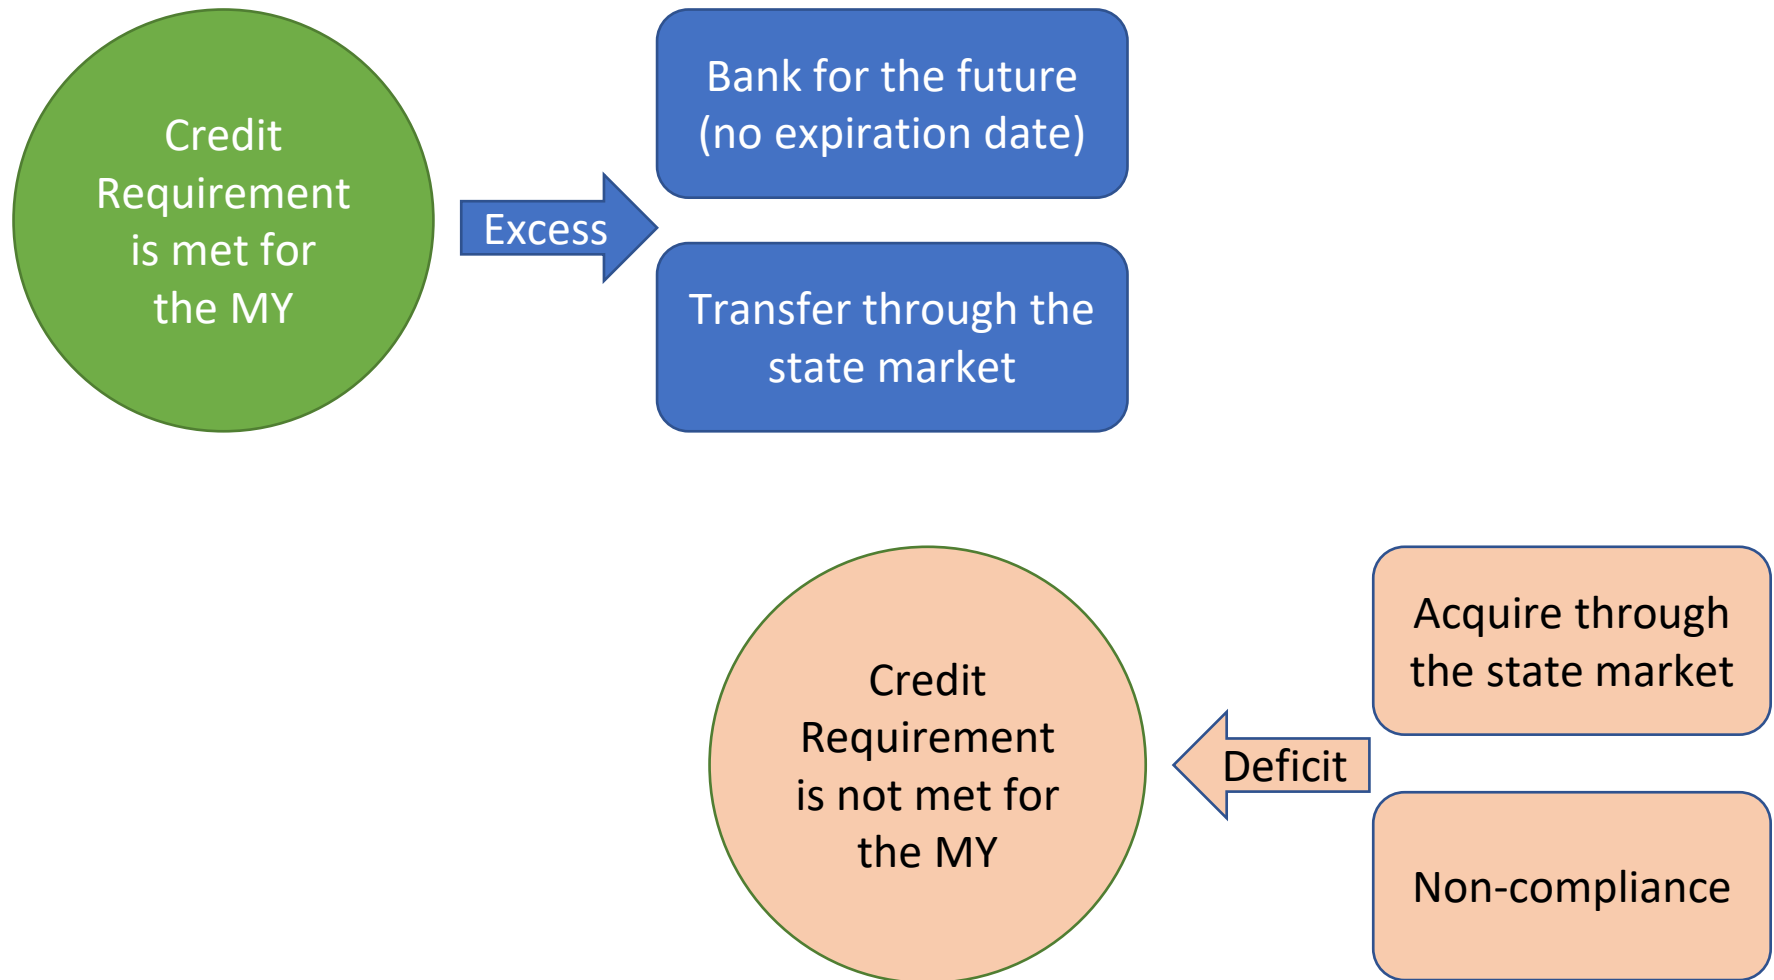 Credit
Requirement
is met for
the MY
Excess
Bank for the future
(no expiration date)
Transfer through the
state market
Credit
Requirement
is not met for
the MY
Deficit
Acquire through
the state market
Non-compliance